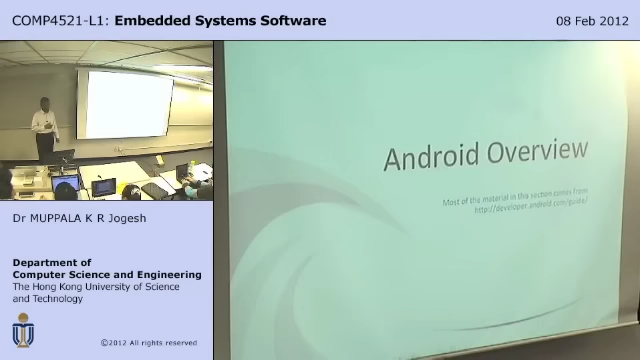 COMP4521-L1: Embedded Systems Software
08 Feb 2012
Android Overview
Most of the material in this section comes from
http://developer.android.com/guide/
Dr MUPPALA K R Jogesh
Department of
Computer Science and Engineering
The Hong Kong University of Science
and Technology
©2012 All rights reserved